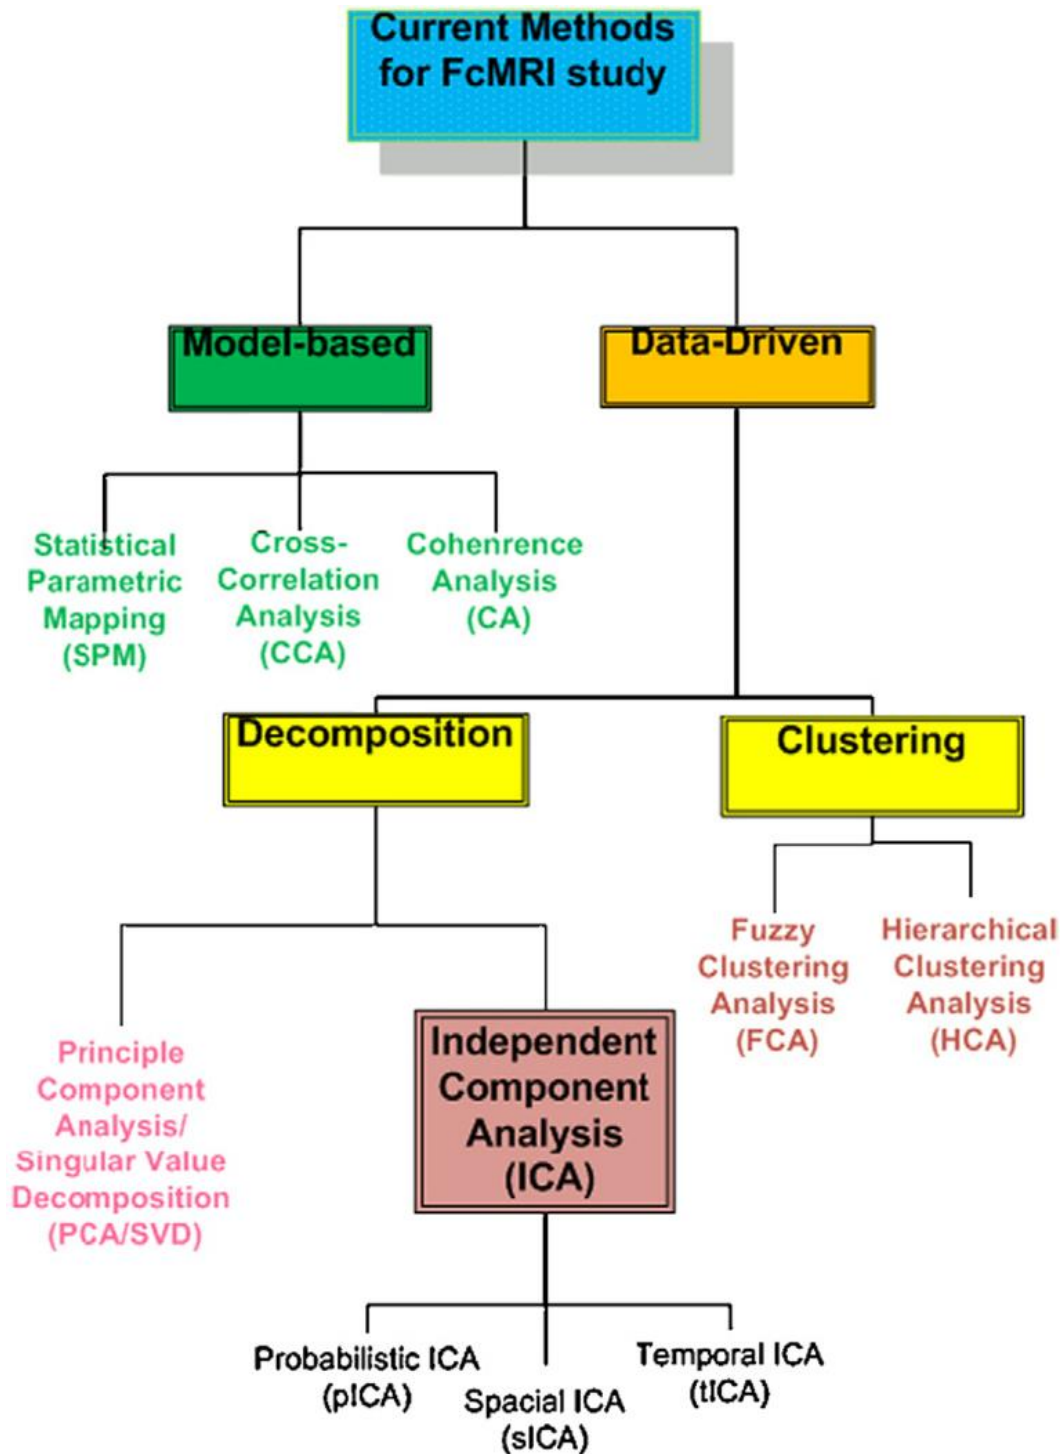 Current Methods
for FcMRI study
Model-based
Data-Driven
Statistical
Parametric
Mapping
(SPM)
Cross-
Correlation
Analysis
(CCA)
Cohenrence
Analysis
(CA)
Decomposition
Clustering
Fuzzy
Clustering
Analysis
(FCA)
Hierarchical
Clustering
Analysis
(HCA)
Principle
Component
Analysis/
Singular Value
Decomposition
(PCA/SVD)
Independent
Component
Analysis
(ICA)
Probabilistic ICA
(pICA)
Spacial ICA
(sICA)
Temporal ICA
(tICA)